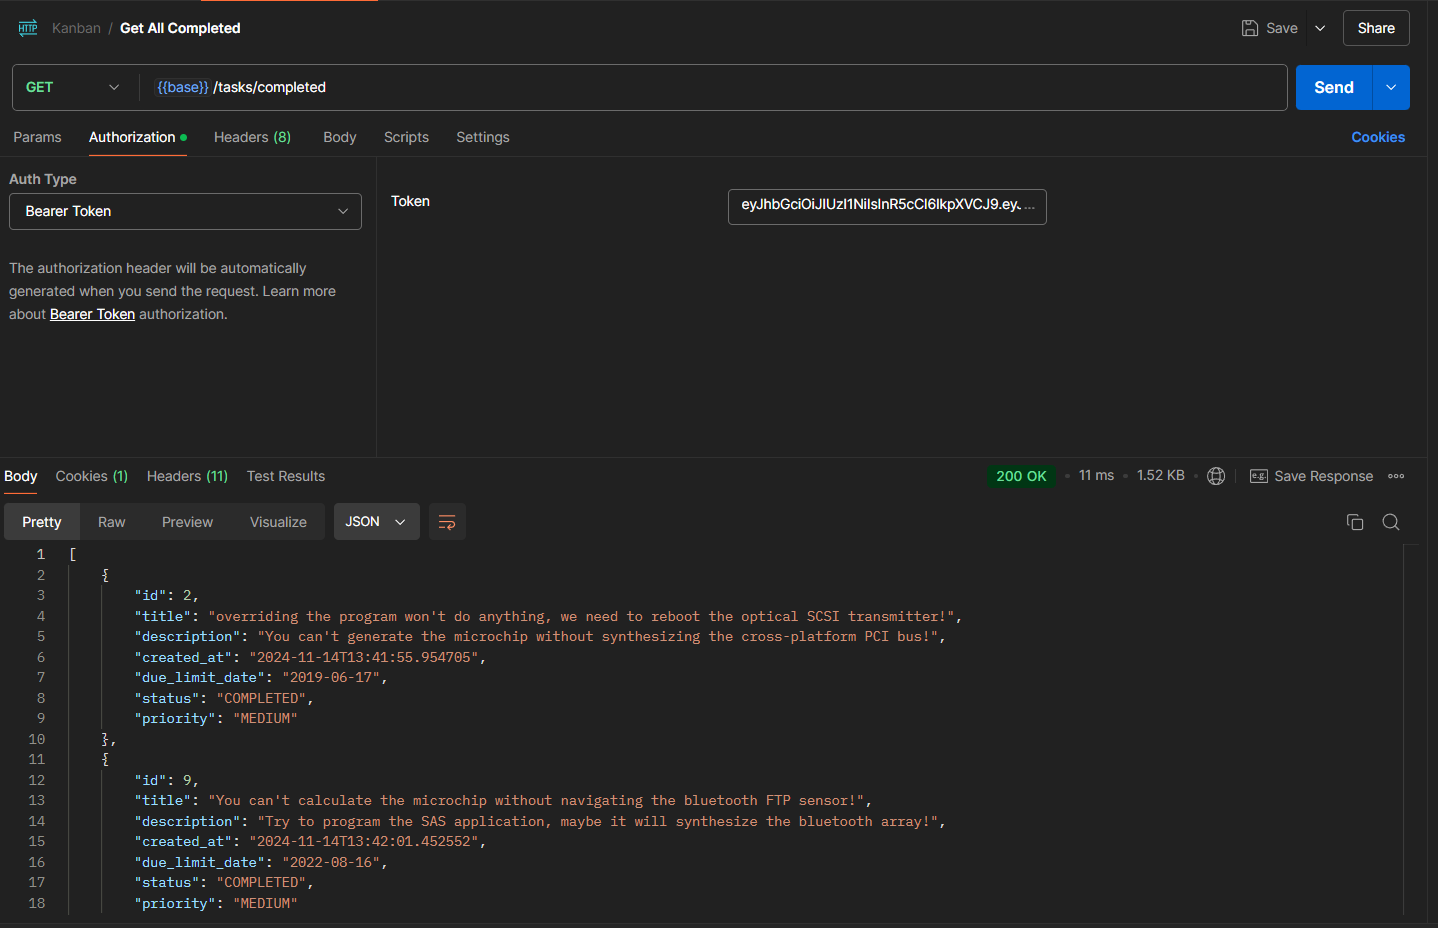 HTTP Kanban / Get All Completed Save Share
GET {{base}} /tasks/completed Send
Params Authorization Headers (8) Body Scripts Settings Cookies
Auth Type
Bearer Token
Token
eyJhbGciOiJIUzI1NiIsInR5cCI6IkpXVCJ9.eyJ ...
The authorization header will be automatically
generated when you send the request. Learn more
about Bearer Token authorization.
Body Cookies (1) Headers (11) Test Results 200 OK 11 ms 1.52 KB e.g. Save Response
Pretty Raw Preview Visualize JSON
1 [
2 {
3 "id": 2,
4 "title": "overriding the program won't do anything, we need to reboot the optical SCSI transmitter!",
5 "description": "You can't generate the microchip without synthesizing the cross-platform PCI bus!",
6 "created_at": "2024-11-14T13:41:55.954705",
7 "due_limit_date": "2019-06-17",
8 "status": "COMPLETED",
9 "priority": "MEDIUM"
10 },
11 {
12 "id": 9,
13 "title": "You can't calculate the microchip without navigating the bluetooth FTP sensor!",
14 "description": "Try to program the SAS application, maybe it will synthesize the bluetooth array!",
15 "created_at": "2024-11-14T13:42:01.452552",
16 "due_limit_date": "2022-08-16",
17 "status": "COMPLETED",
18 "priority": "MEDIUM"